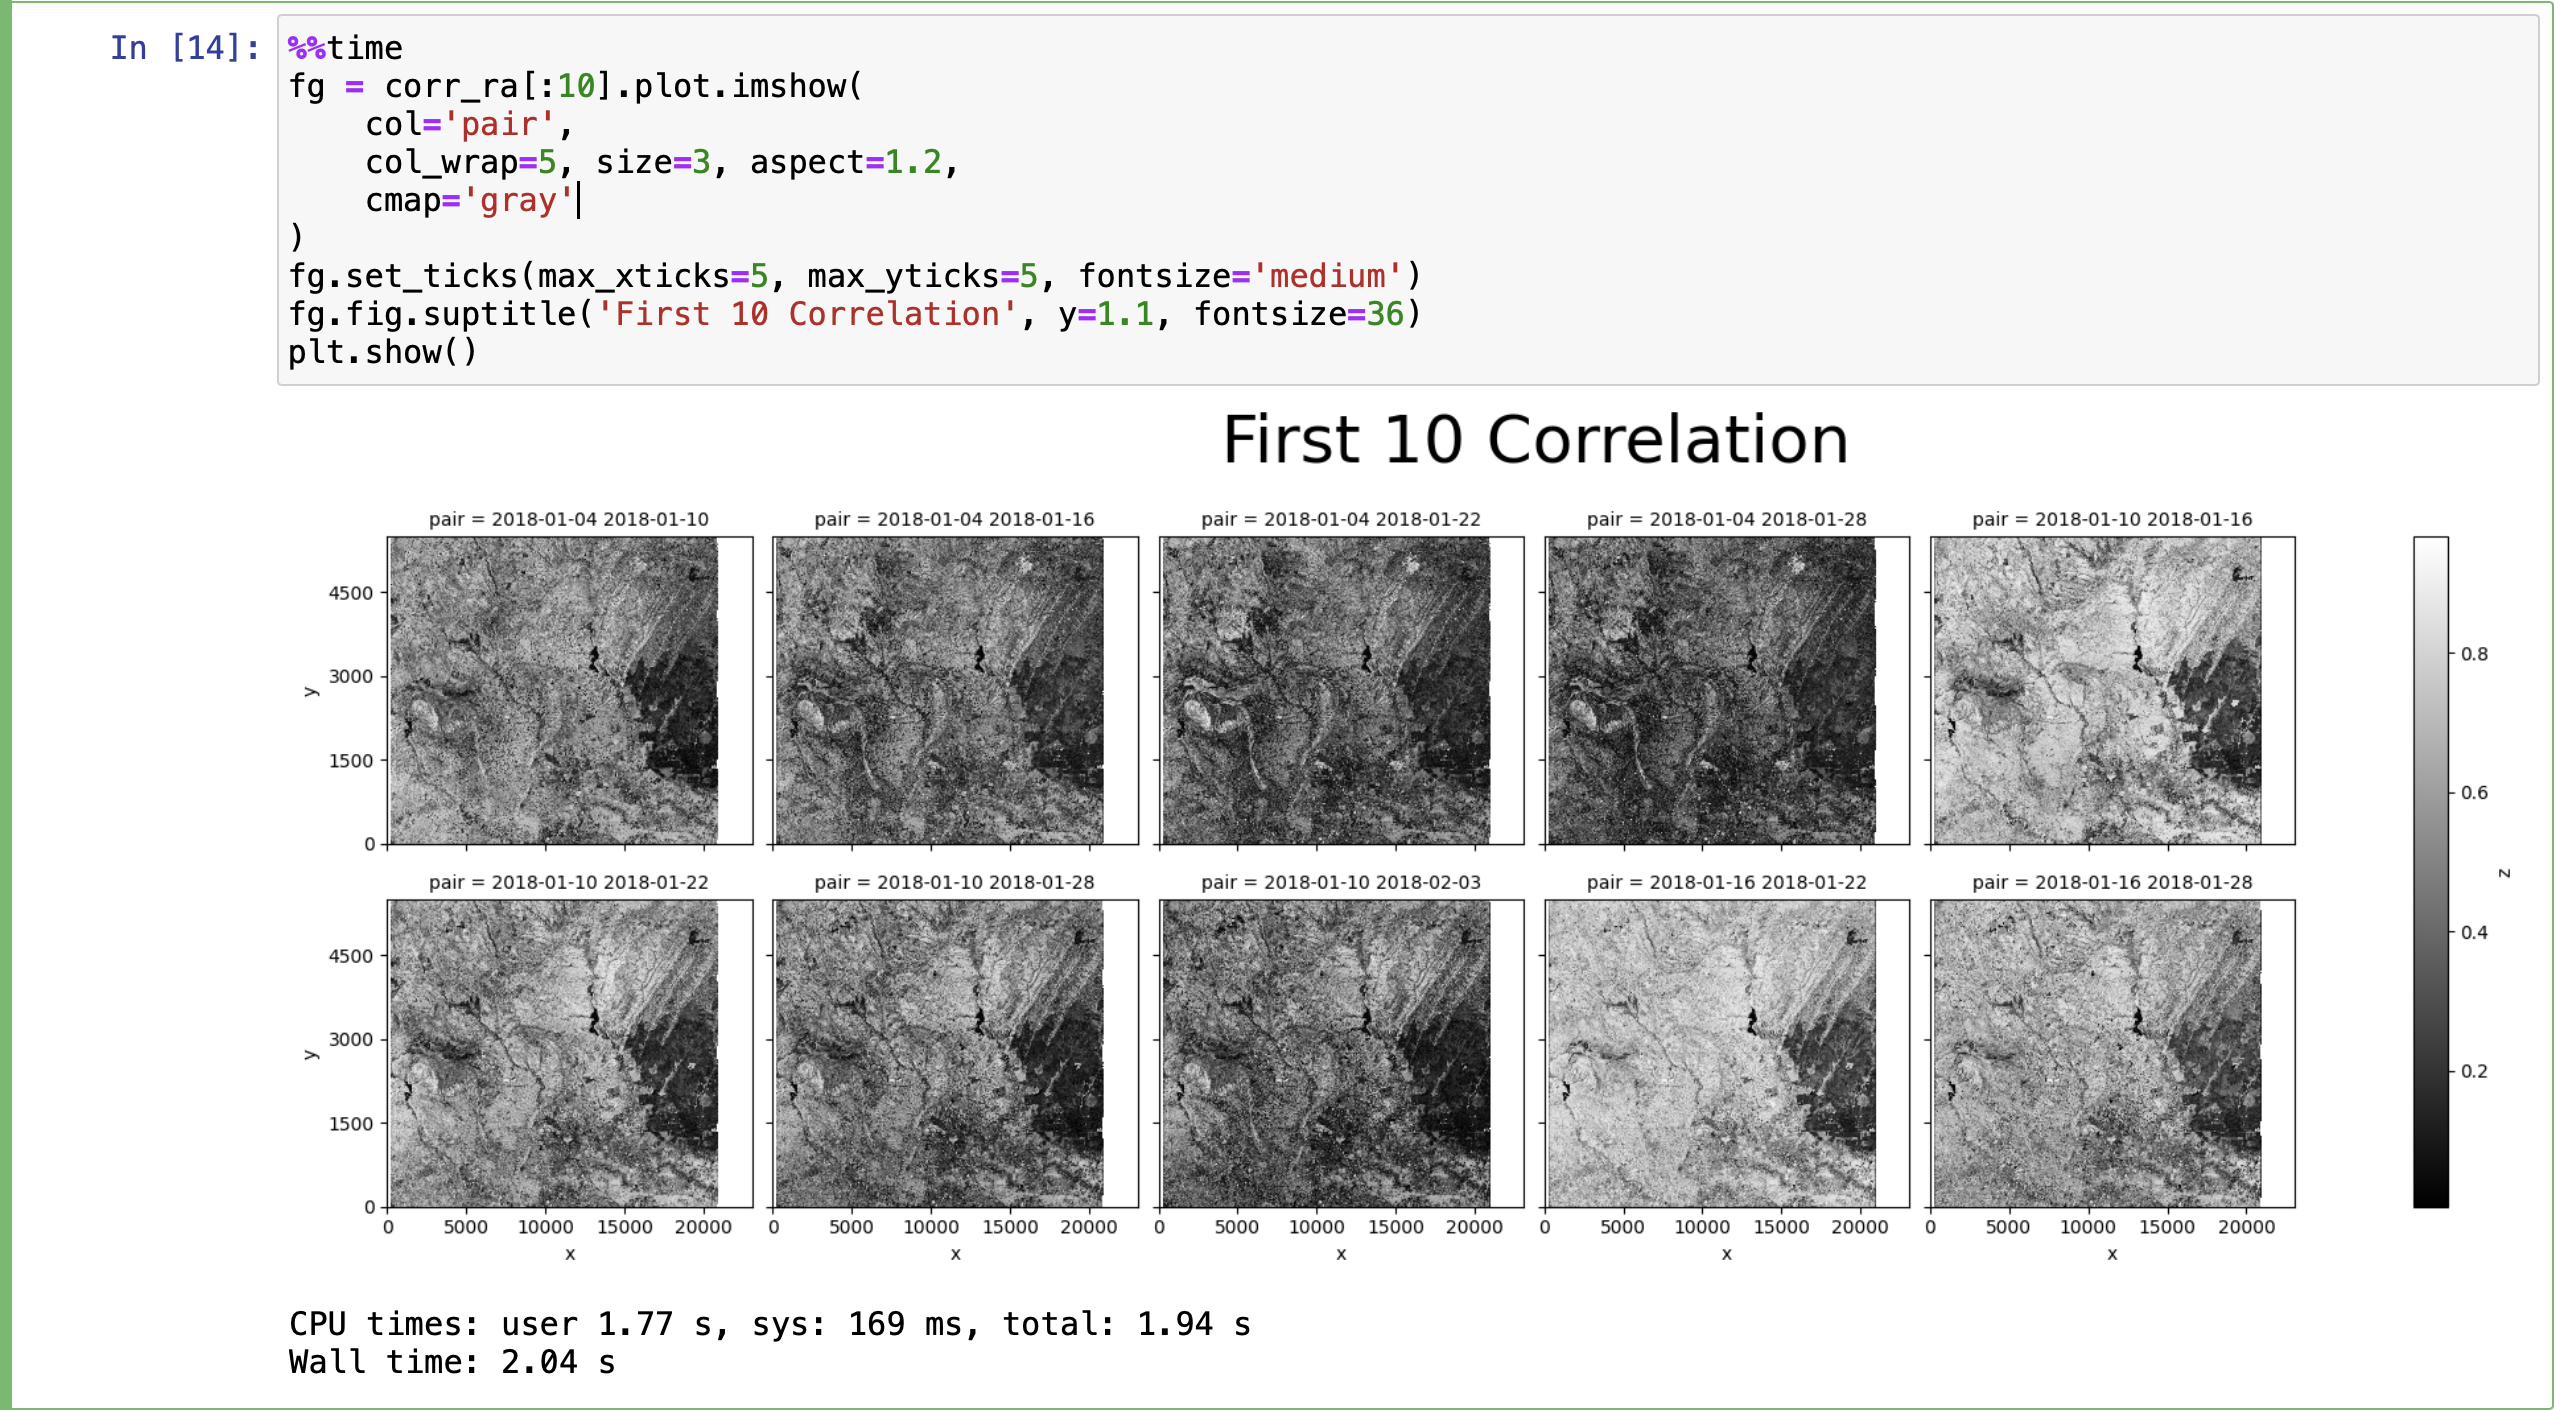 In [14]:
%%time
fg = corr_ra[:10].plot.imshow(
    col='pair',
    col_wrap=5, size=3, aspect=1.2,
    cmap='gray'
)
fg.set_ticks(max_xticks=5, max_yticks=5, fontsize='medium')
fg.fig.suptitle('First 10 Correlation', y=1.1, fontsize=36)
plt.show()
First 10 Correlation
pair = 2018-01-04 2018-01-10
pair = 2018-01-04 2018-01-16
pair = 2018-01-04 2018-01-22
pair = 2018-01-04 2018-01-28
pair = 2018-01-10 2018-01-16
4500
3000
1500
0
y
pair = 2018-01-10 2018-01-22
pair = 2018-01-10 2018-01-28
pair = 2018-01-10 2018-02-03
pair = 2018-01-16 2018-01-22
pair = 2018-01-16 2018-01-28
4500
3000
1500
0
y
0 5000 10000 15000 20000
x
0 5000 10000 15000 20000
x
0 5000 10000 15000 20000
x
0 5000 10000 15000 20000
x
0 5000 10000 15000 20000
x
0.8
0.6
0.4
0.2
z
CPU times: user 1.77 s, sys: 169 ms, total: 1.94 s
Wall time: 2.04 s